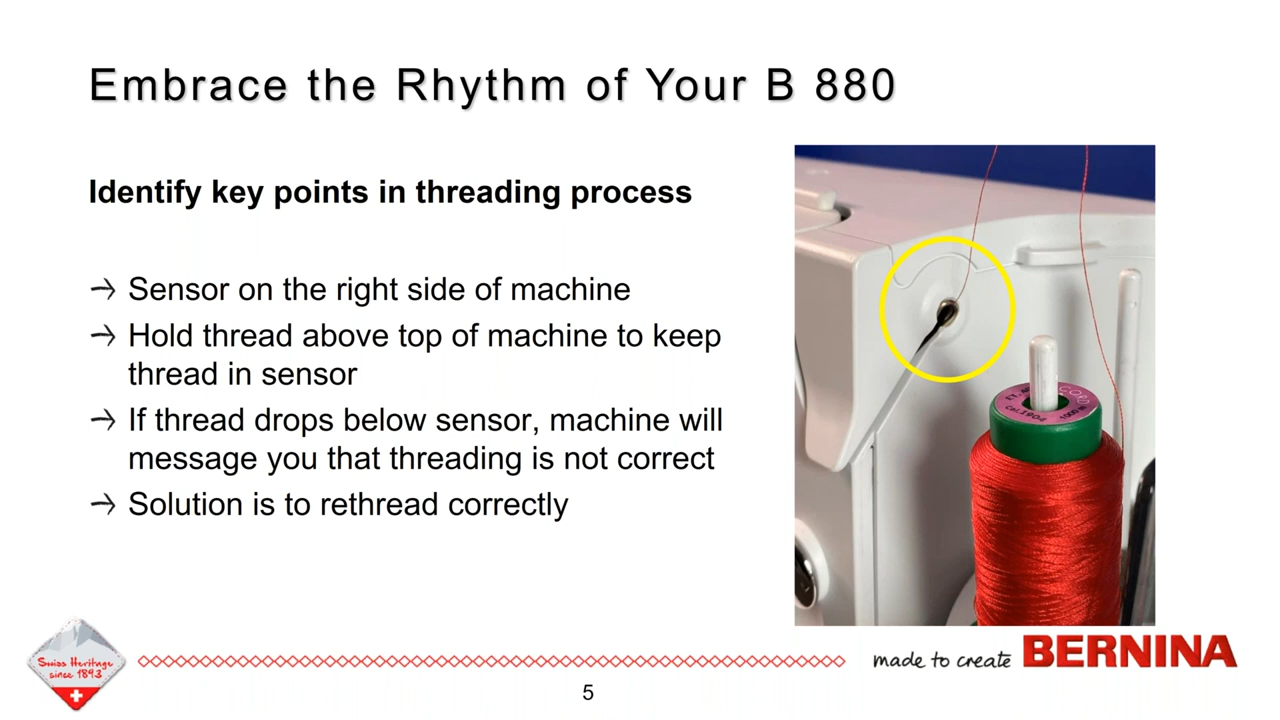 Embrace the Rhythm of Your B 880
Identify key points in threading process
→ Sensor on the right side of machine
→ Hold thread above top of machine to keep
thread in sensor
→ If thread drops below sensor, machine will
message you that threading is not correct
→ Solution is to rethread correctly
1000 m
Swiss Heritage
since 1893
made to create BERNINA
5